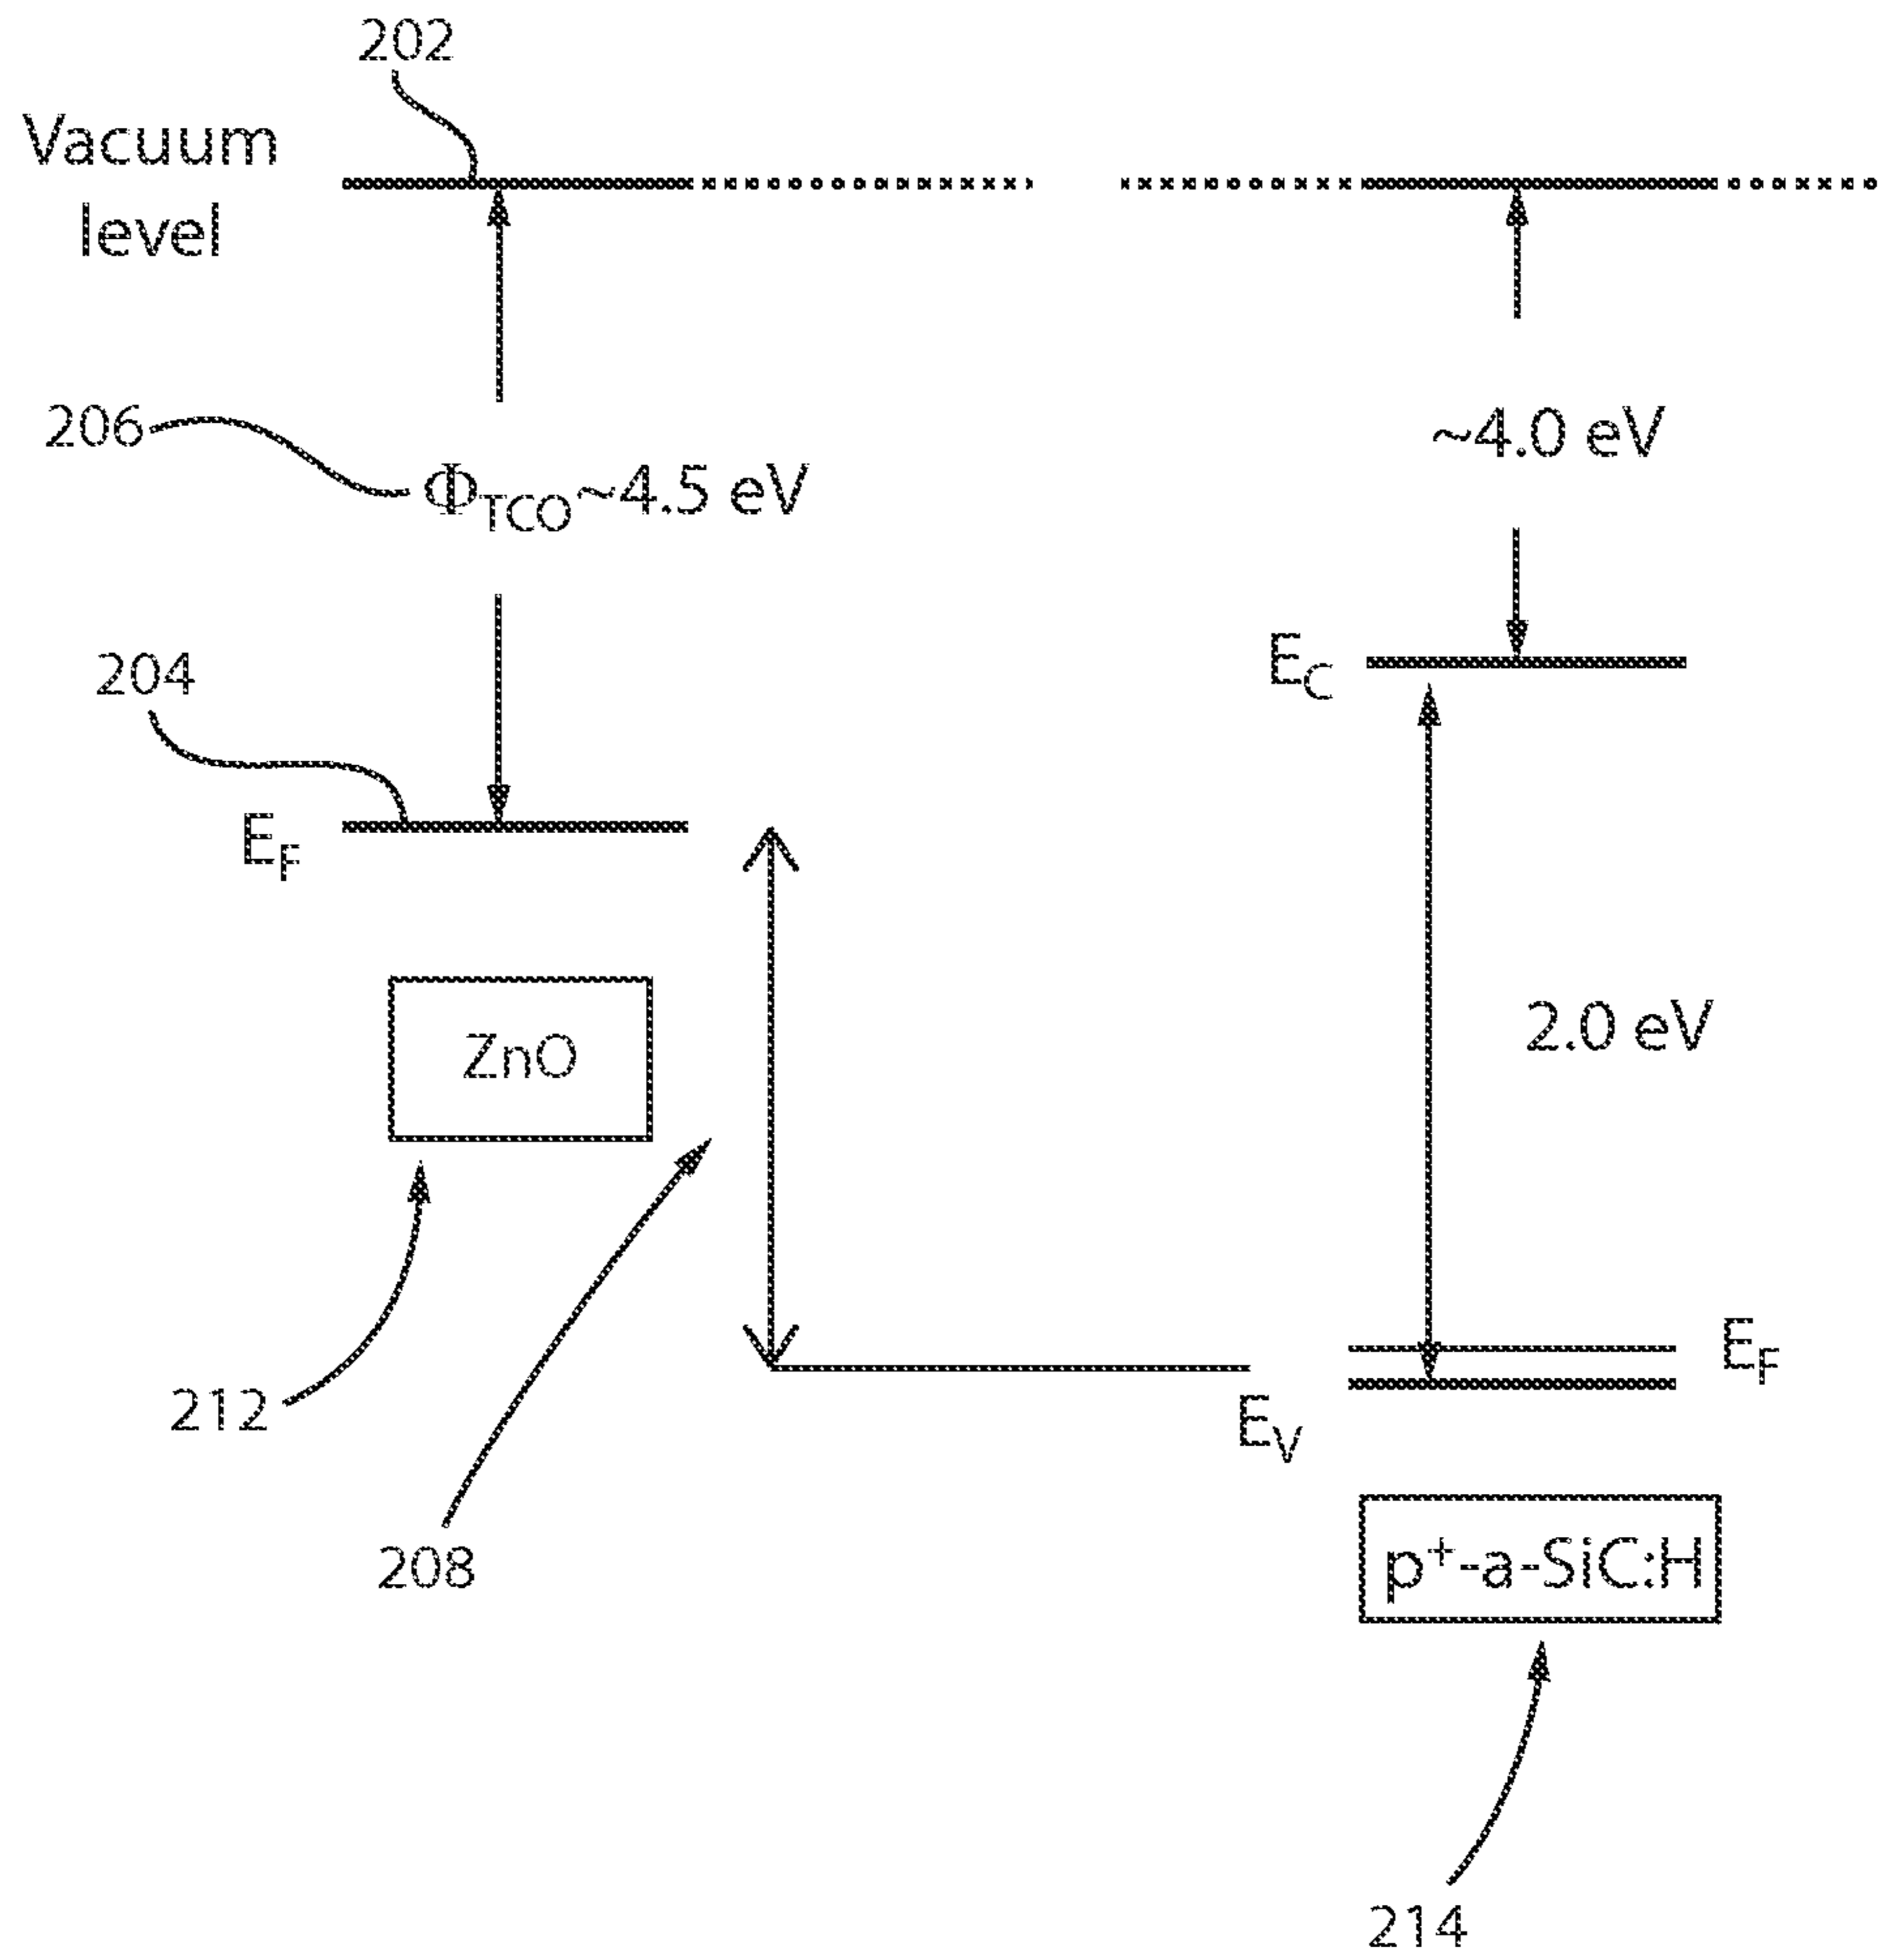 202
Vacuum
level
206
ΦTCO~4.5 eV
~4.0 eV
204
EC
EF
ZnO
2.0 eV
EF
212
EV
208
p+-a-SiC:H
214